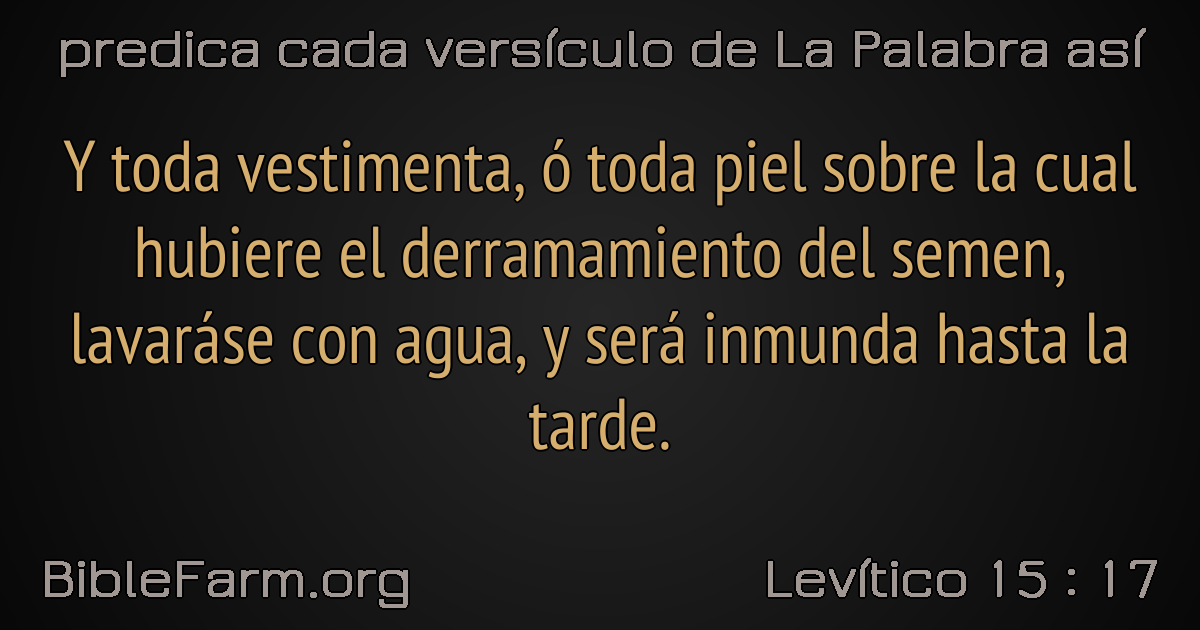 predica cada versículo de La Palabra así
Y toda vestimenta, ó toda piel sobre la cual
hubiere el derramamiento del semen,
lavaráse con agua, y será inmunda hasta la
tarde.
BibleFarm.org
Levítico 15 : 17